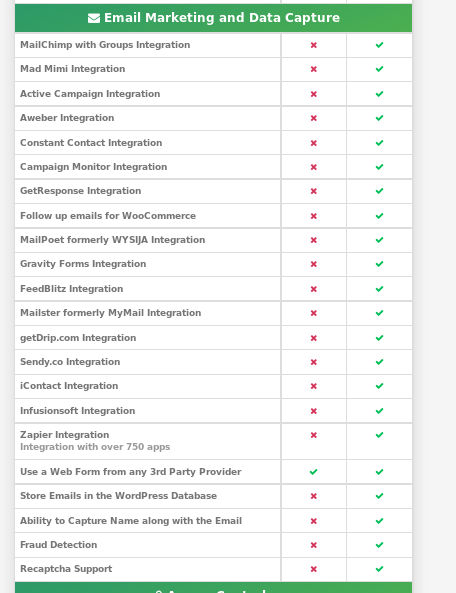 Email Marketing and Data Capture
MailChimp with Groups Integration
Mad Mimi Integration
Active Campaign Integration
Aweber Integration
Constant Contact Integration
Campaign Monitor Integration
GetResponse Integration
Follow up emails for WooCommerce
MailPoet formerly WYSIJA Integration
Gravity Forms Integration
FeedBlitz Integration
Mailster formerly MyMail Integration
getDrip.com Integration
Sendy.co Integration
iContact Integration
Infusionsoft Integration
Zapier Integration
Integration with over 750 apps
Use a Web Form from any 3rd Party Provider
Store Emails in the WordPress Database
Ability to Capture Name along with the Email
Fraud Detection
Recaptcha Support